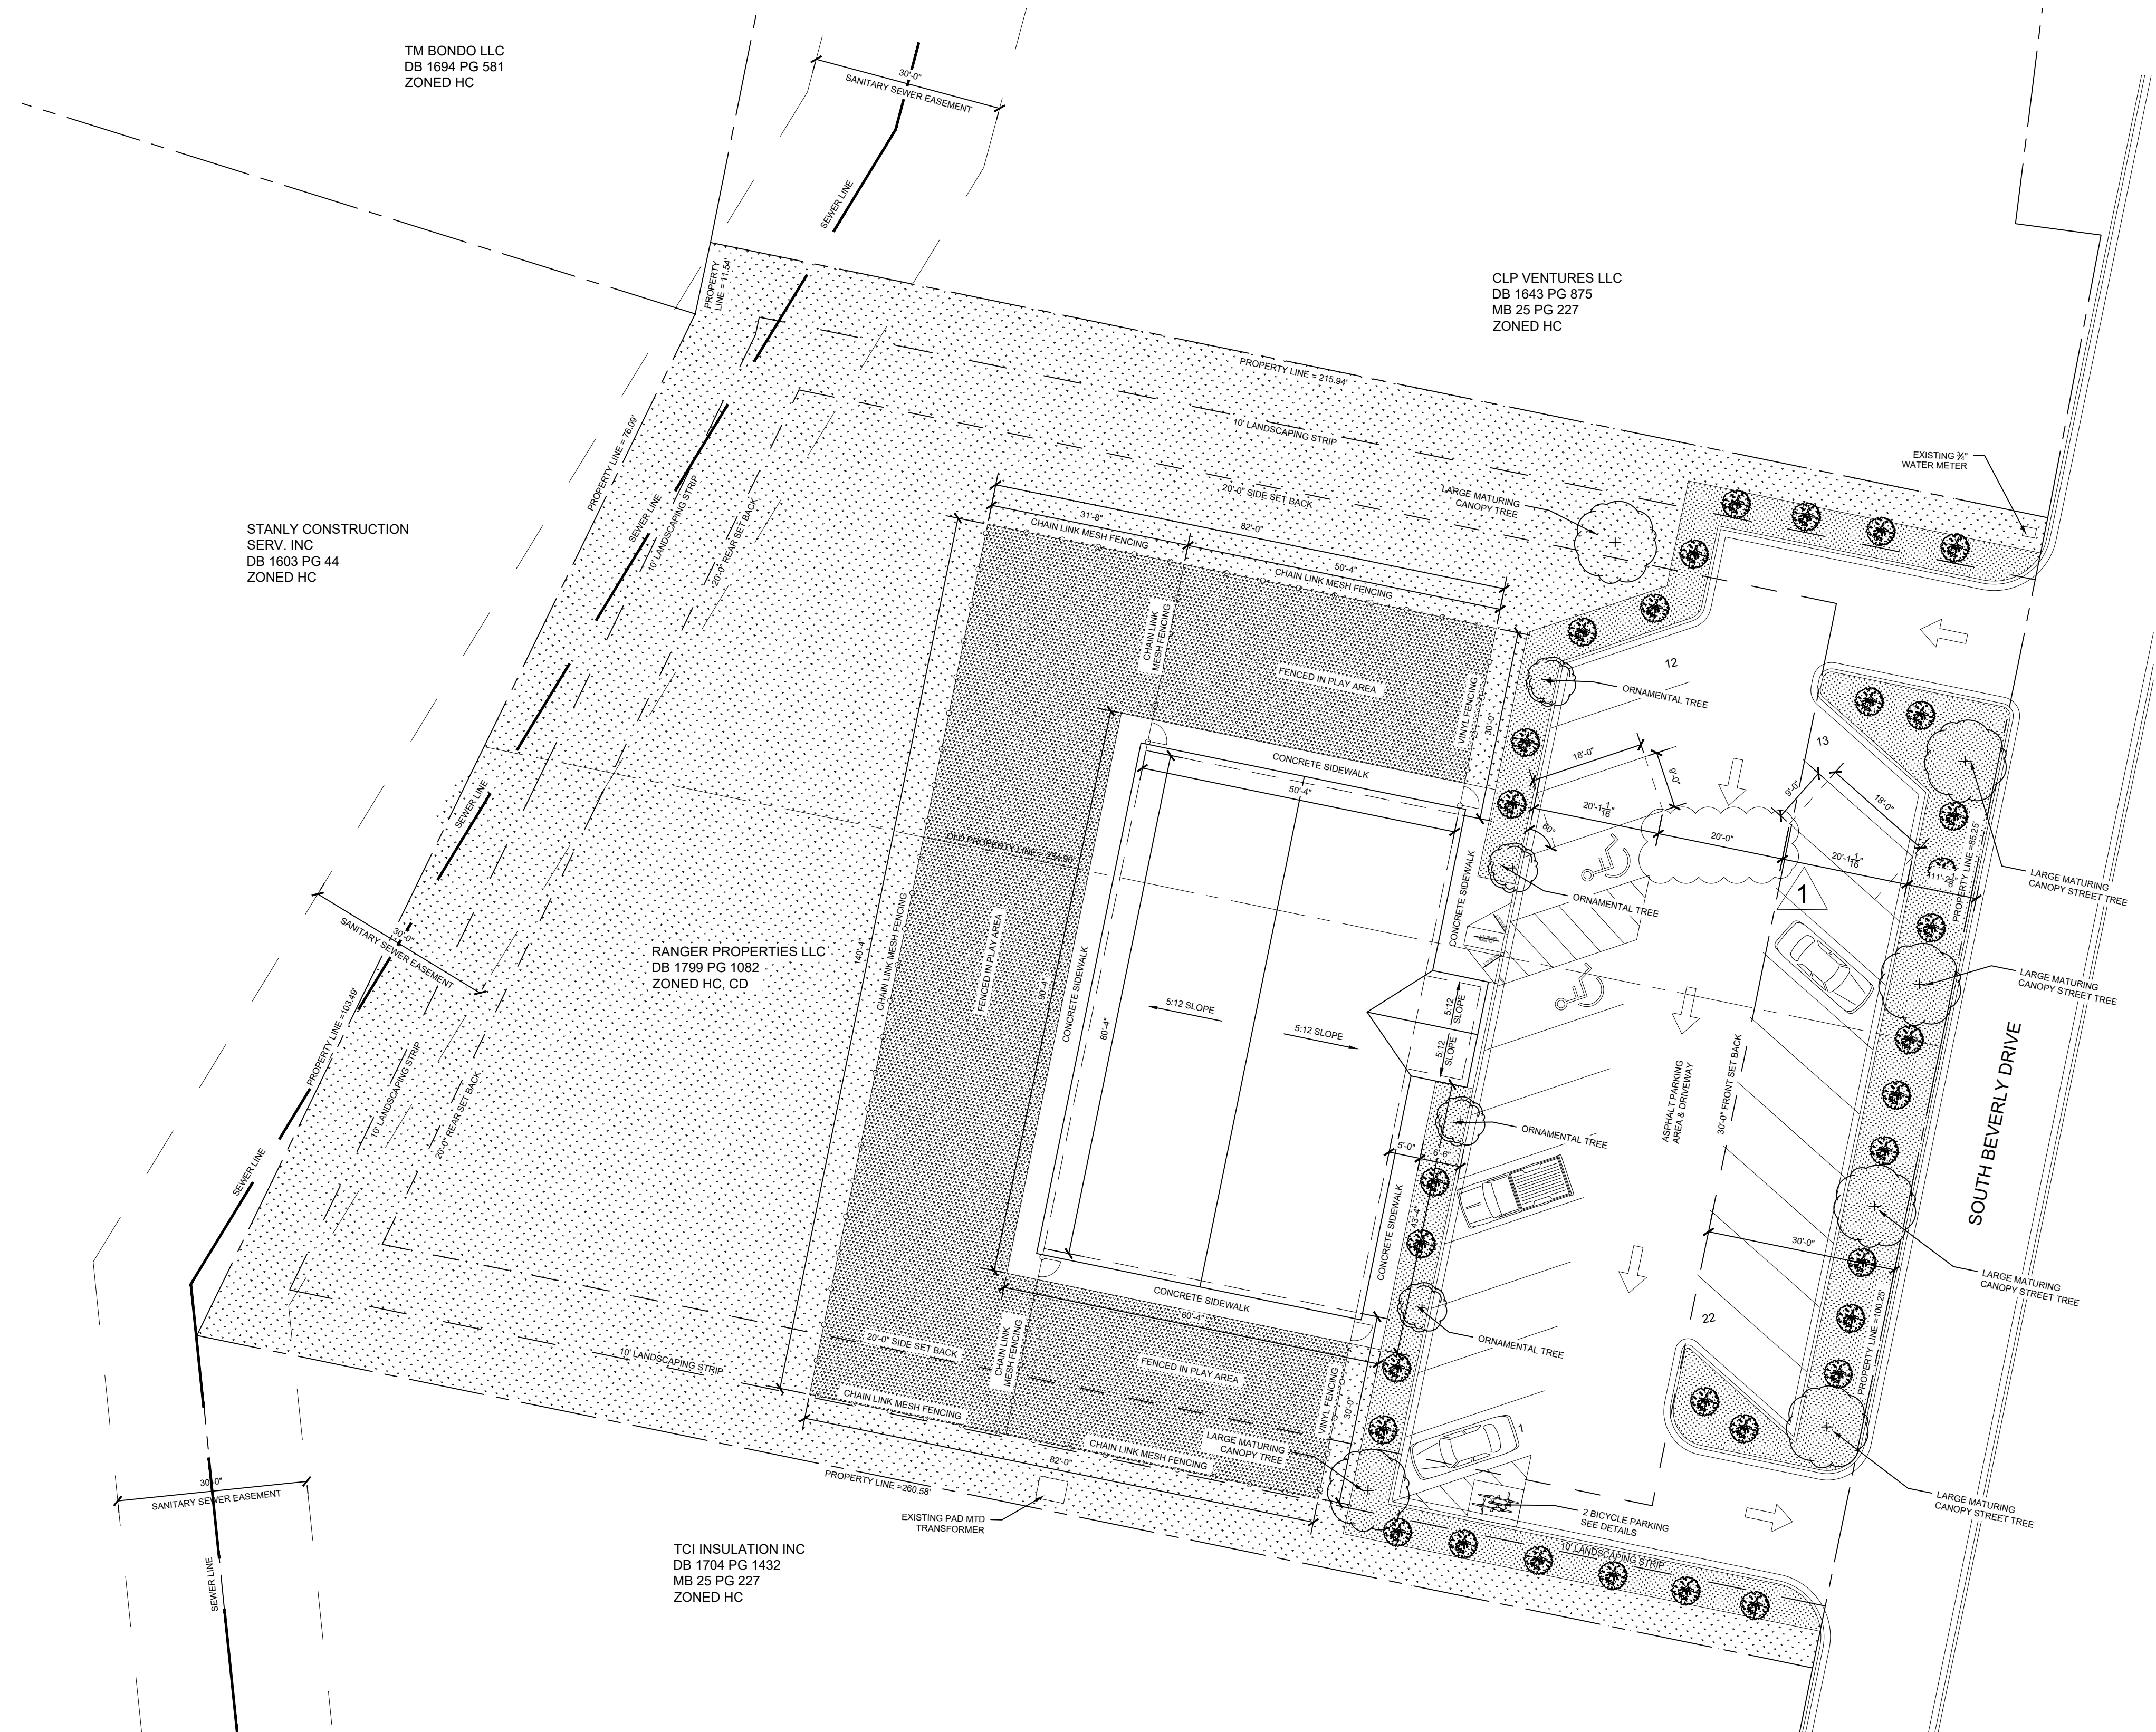 TM BONDO LLC
DB 1694 PG 581
ZONED HC
30'-0"
SANITARY SEWER EASEMENT
SEWER LINE
PROPERTY
LINE = 11.54'
CLP VENTURES LLC
DB 1643 PG 875
MB 25 PG 227
ZONED HC
PROPERTY LINE = 215.94'
10' LANDSCAPING STRIP
20'-0" SIDE SET BACK
EXISTING ¾"
WATER METER
LARGE MATURING
CANOPY TREE
PROPERTY LINE = 76.09'
SEWER LINE
10' LANDSCAPING STRIP
20'-0" REAR SET BACK
STANLY CONSTRUCTION
SERV. INC
DB 1603 PG 44
ZONED HC
31'-8"
82'-0"
CHAIN LINK MESH FENCING
50'-4"
CHAIN LINK MESH FENCING
CHAIN LINK
MESH FENCING
FENCED IN PLAY AREA
VINYL FENCING
30'-0"
12
ORNAMENTAL TREE
13
18'-0"
9'-0"
9'-0"
18'-0"
CONCRETE SIDEWALK
50'-4"
20'-1 1/16"
60°
20'-0"
20'-1 1/16"
PROPERTY LINE =85.25'
1
LARGE MATURING
CANOPY STREET TREE
ORNAMENTAL TREE
SEWER LINE
OLD PROPERTY LINE = 234.90'
CONCRETE SIDEWALK
30'-0"
SANITARY SEWER EASEMENT
140'-4"
CHAIN LINK MESH FENCING
FENCED IN PLAY AREA
90'-4"
CONCRETE SIDEWALK
80'-4"
RANGER PROPERTIES LLC
DB 1799 PG 1082
ZONED HC, CD
5:12 SLOPE
5:12 SLOPE
5:12
SLOPE
5:12
SLOPE
LARGE MATURING
CANOPY STREET TREE
PROPERTY LINE =103.49'
10' LANDSCAPING STRIP
20'-0" REAR SET BACK
SEWER LINE
ASPHALT PARKING
AREA & DRIVEWAY
30'-0" FRONT SET BACK
SOUTH BEVERLY DRIVE
ORNAMENTAL TREE
5'-0"
6'-6"
43'-4"
CONCRETE SIDEWALK
30'-0"
LARGE MATURING
CANOPY STREET TREE
CONCRETE SIDEWALK
60'-4"
22
PROPERTY LINE =100.25'
ORNAMENTAL TREE
20'-0" SIDE SET BACK
10' LANDSCAPING STRIP
CHAIN LINK
MESH FENCING
FENCED IN PLAY AREA
VINYL FENCING
30'-0"
CHAIN LINK MESH FENCING
CHAIN LINK MESH FENCING
LARGE MATURING
CANOPY TREE
1
82'-0"
PROPERTY LINE =260.58'
30'-0"
SANITARY SEWER EASEMENT
EXISTING PAD MTD
TRANSFORMER
2 BICYCLE PARKING
SEE DETAILS
LARGE MATURING
CANOPY STREET TREE
10' LANDSCAPING STRIP
TCI INSULATION INC
DB 1704 PG 1432
MB 25 PG 227
ZONED HC
SEWER LINE